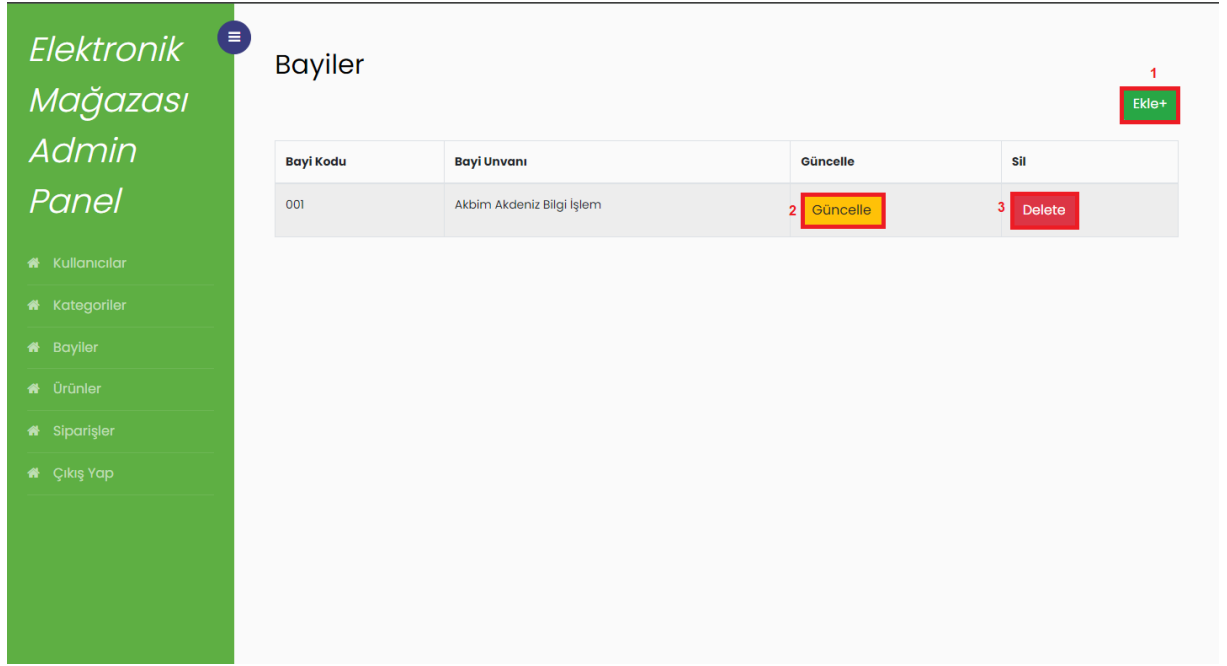 Elektronik
Mağazası
Admin
Panel
Kullanıcılar
Kategoriler
Bayiler
Ürünler
Siparişler
Çıkış Yap
Bayiler
1
Ekle+
Bayi Kodu Bayi Unvanı Güncelle Sil
001 Akbim Akdeniz Bilgi İşlem 2 Güncelle 3 Delete